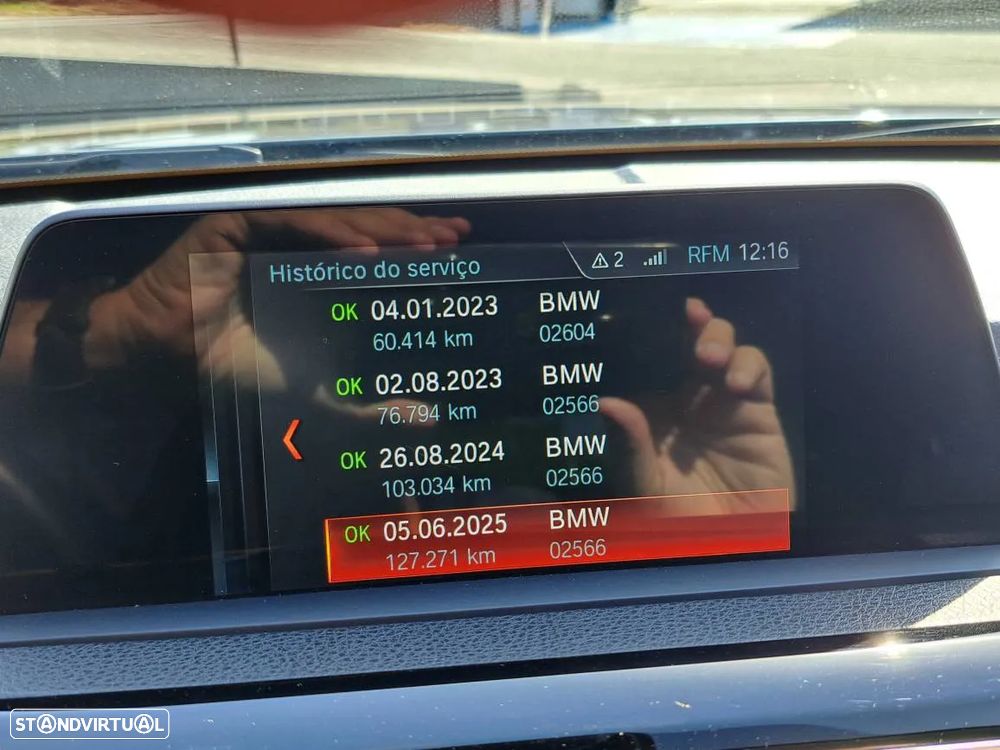 Histórico do serviço 2 RFM 12:16
OK 04.01.2023 BMW
60.414 km 02604
OK 02.08.2023 BMW
76.794 km 02566
OK 26.08.2024 BMW
103.034 km 02566
OK 05.06.2025 BMW
127.271 km 02566
STANDVIRTUAL